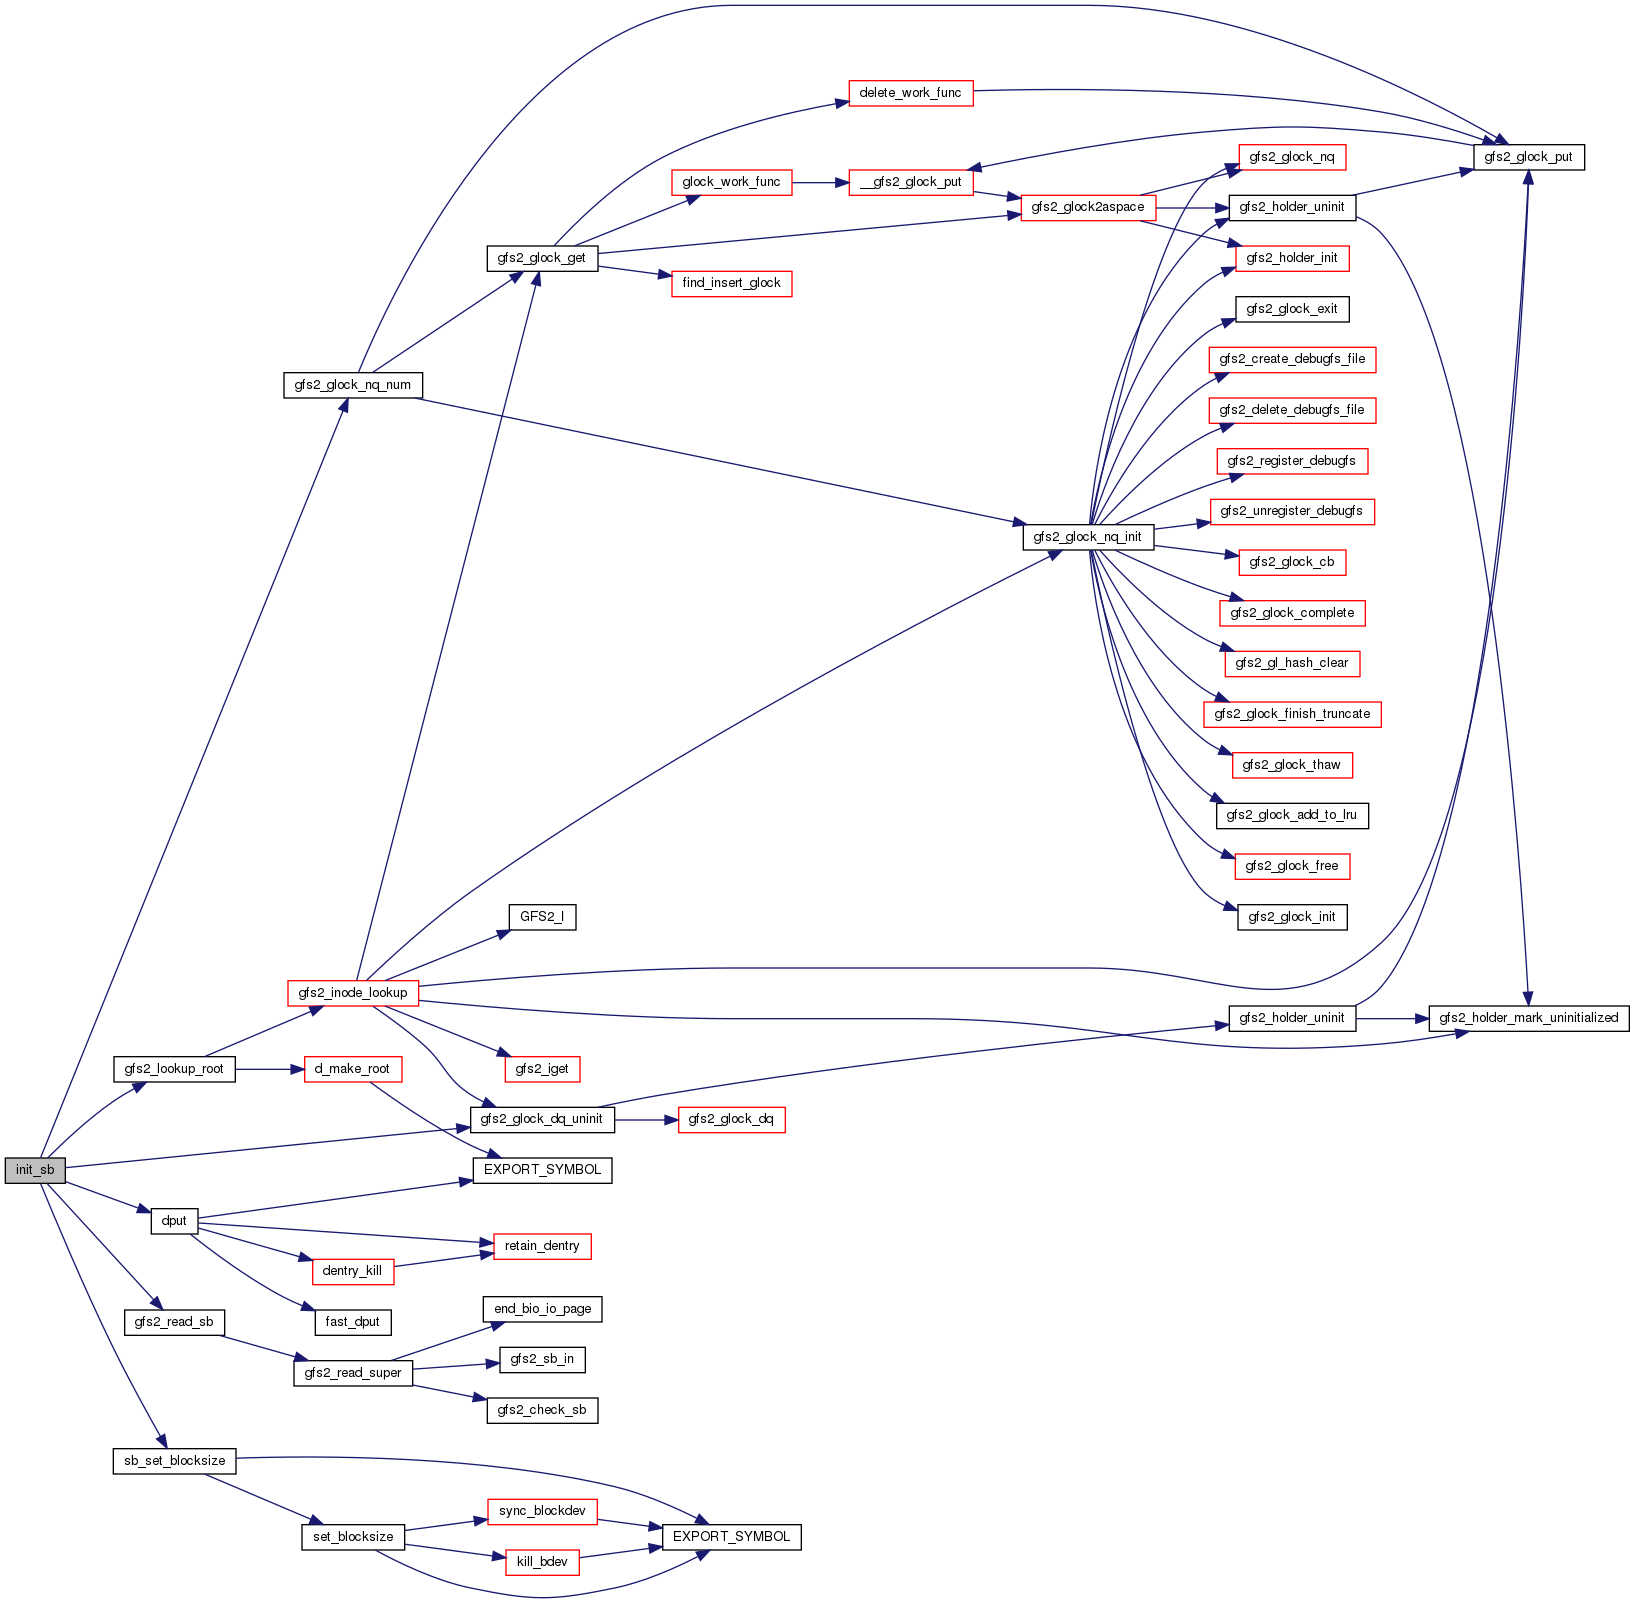 delete_work_func
gfs2_glock_nq
gfs2_glock_put
glock_work_func
__gfs2_glock_put
gfs2_glock2aspace
gfs2_holder_uninit
gfs2_glock_get
gfs2_holder_init
find_insert_glock
gfs2_glock_exit
gfs2_create_debugfs_file
gfs2_glock_nq_num
gfs2_delete_debugfs_file
gfs2_register_debugfs
gfs2_unregister_debugfs
gfs2_glock_nq_init
gfs2_glock_cb
gfs2_glock_complete
gfs2_gl_hash_clear
gfs2_glock_finish_truncate
gfs2_glock_thaw
gfs2_glock_add_to_lru
gfs2_glock_free
GFS2_I
gfs2_glock_init
gfs2_inode_lookup
gfs2_holder_uninit
gfs2_holder_mark_uninitialized
gfs2_lookup_root
d_make_root
gfs2_iget
gfs2_glock_dq_uninit
gfs2_glock_dq
init_sb
EXPORT_SYMBOL
dput
retain_dentry
dentry_kill
gfs2_read_sb
fast_dput
end_bio_io_page
gfs2_read_super
gfs2_sb_in
gfs2_check_sb
sb_set_blocksize
sync_blockdev
set_blocksize
EXPORT_SYMBOL
kill_bdev